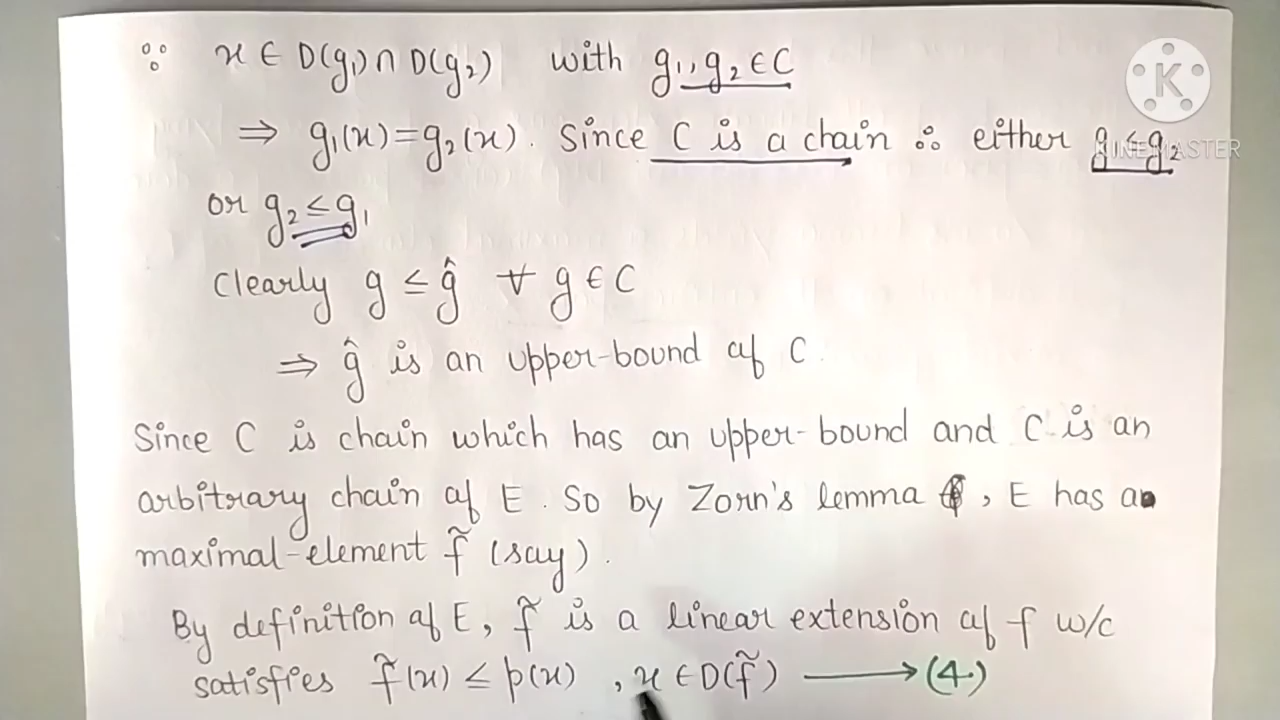 ∵ x ∈ D(g₁) ∩ D(g₂) with g₁, g₂ ∈ C
⇒ g₁(x) = g₂(x). Since C is a chain ∴ either g₁ ≤ g₂
or g₂ ≤ g₁
Clearly g ≤ ĝ ∀ g ∈ C
⇒ ĝ is an upper-bound of C.
Since C is chain which has an upper-bound and C is an
arbitrary chain of E. So by Zorn's lemma, E has a
maximal-element f̃ (say).
By definition of E, f̃ is a linear extension of f w/c
satisfies f̃(x) ≤ p(x), x ∈ D(f̃) ⟶ (4.)
K
KINEMASTER